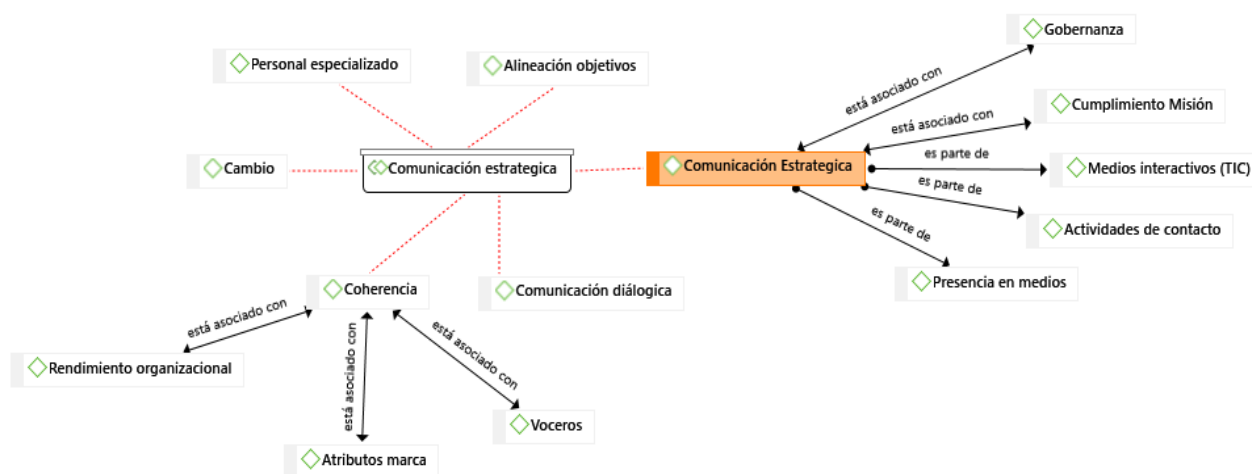 Gobernanza
Personal especializado
Alineación objetivos
está asociado con
Cumplimiento Misión
está asociado con
Cambio
Comunicación estrategica
Comunicación Estrategica
es parte de
Medios interactivos (TIC)
es parte de
Actividades de contacto
es parte de
Presencia en medios
Coherencia
Comunicación diálogica
está asociado con
está asociado con
está asociado con
Rendimiento organizacional
Voceros
Atributos marca